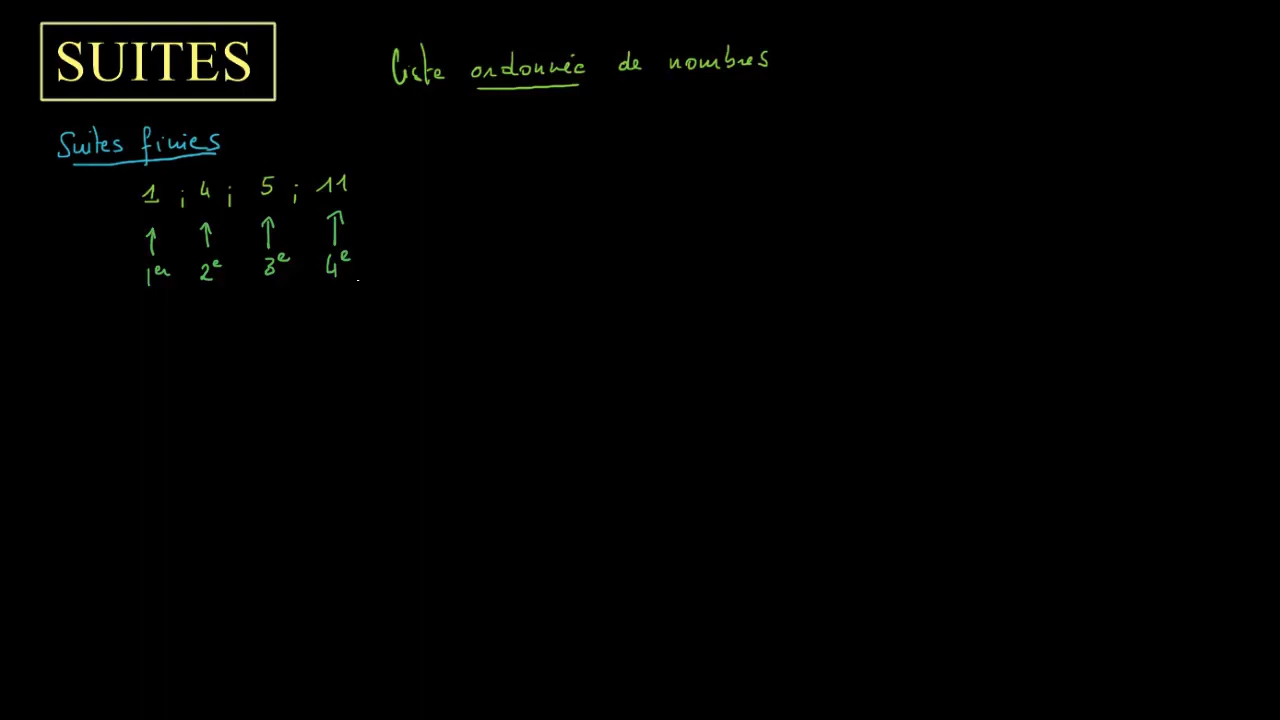 SUITES
Liste ordonnée de nombres
Suites finies
1 ; 4 ; 5 ; 11
1er 2e 3e 4e